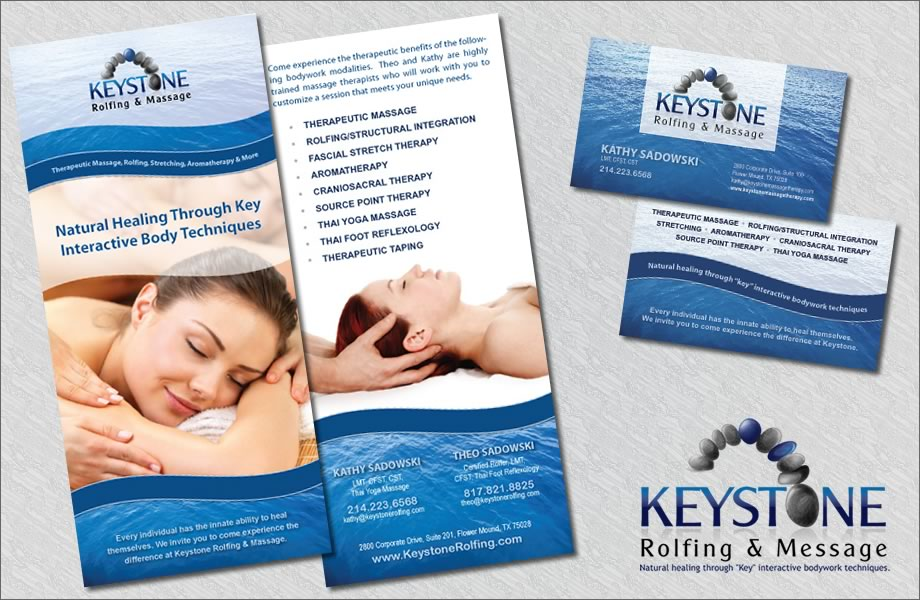 KEYSTONE
Rolfing & Massage
Therapeutic Massage, Rolfing, Stretching, Aromatherapy & More
Natural Healing Through Key
Interactive Body Techniques
Every individual has the innate ability to heal
themselves. We invite you to come experience the
difference at Keystone Rolfing & Massage.
Come experience the therapeutic benefits of the follow-
ing bodywork modalities. Theo and Kathy are highly
trained massage therapists who will work with you to
customize a session that meets your unique needs.
• THERAPEUTIC MASSAGE
• ROLFING/STRUCTURAL INTEGRATION
• FASCIAL STRETCH THERAPY
• AROMATHERAPY
• CRANIOSACRAL THERAPY
• SOURCE POINT THERAPY
• THAI YOGA MASSAGE
• THAI FOOT REFLEXOLOGY
• THERAPEUTIC TAPING
KATHY SADOWSKI
LMT, CFST, CST,
Thai Yoga Massage
214.223.6568
kathy@keystonerolfing.com
THEO SADOWSKI
Certified Rolfer, LMT,
CFST, Thai Foot Reflexology
817.821.8825
theo@keystonerolfing.com
2800 Corporate Drive, Suite 201, Flower Mound, TX 75028
www.KeystoneRolfing.com
KEYSTONE
Rolfing & Massage
KATHY SADOWSKI
LMT, CFST, CST
214.223.6568
2800 Corporate Drive, Suite 100
Flower Mound, TX 75028
kathy@keystonemassagetherapy.com
www.keystonemassagetherapy.com
THERAPEUTIC MASSAGE • ROLFING/STRUCTURAL INTEGRATION
STRETCHING • AROMATHERAPY • CRANIOSACRAL THERAPY
SOURCE POINT THERAPY • THAI YOGA MASSAGE
Natural healing through "key" interactive bodywork techniques
Every individual has the innate ability to heal themselves.
We invite you to come experience the difference at Keystone.
KEYSTONE
Rolfing & Message
Natural healing through "Key" interactive bodywork techniques.